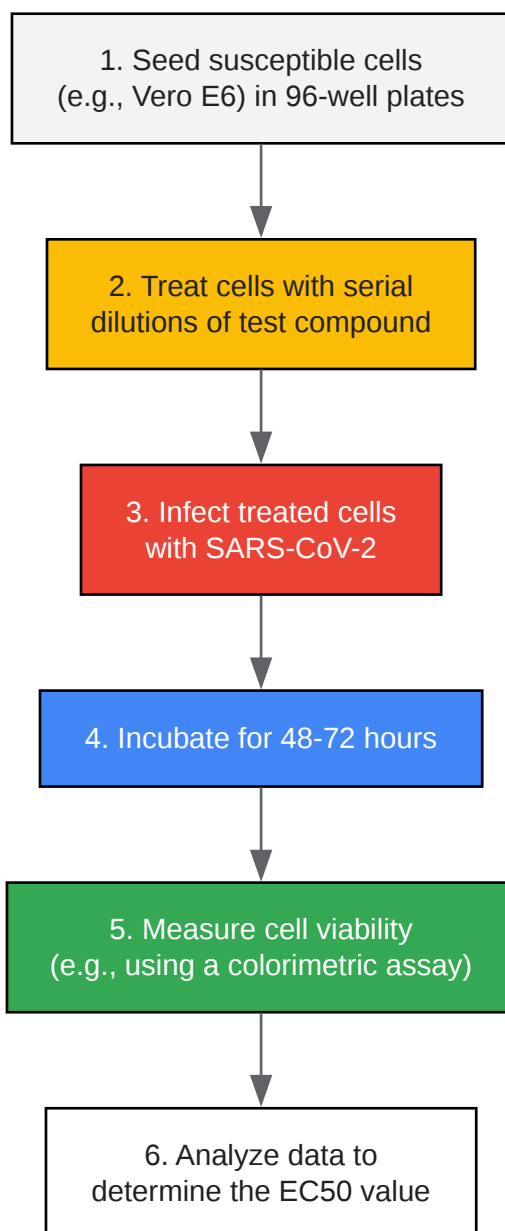 1. Seed susceptible cells
(e.g., Vero E6) in 96-well plates
2. Treat cells with serial
dilutions of test compound
3. Infect treated cells
with SARS-CoV-2
4. Incubate for 48-72 hours
5. Measure cell viability
(e.g., using a colorimetric assay)
6. Analyze data to
determine the EC50 value